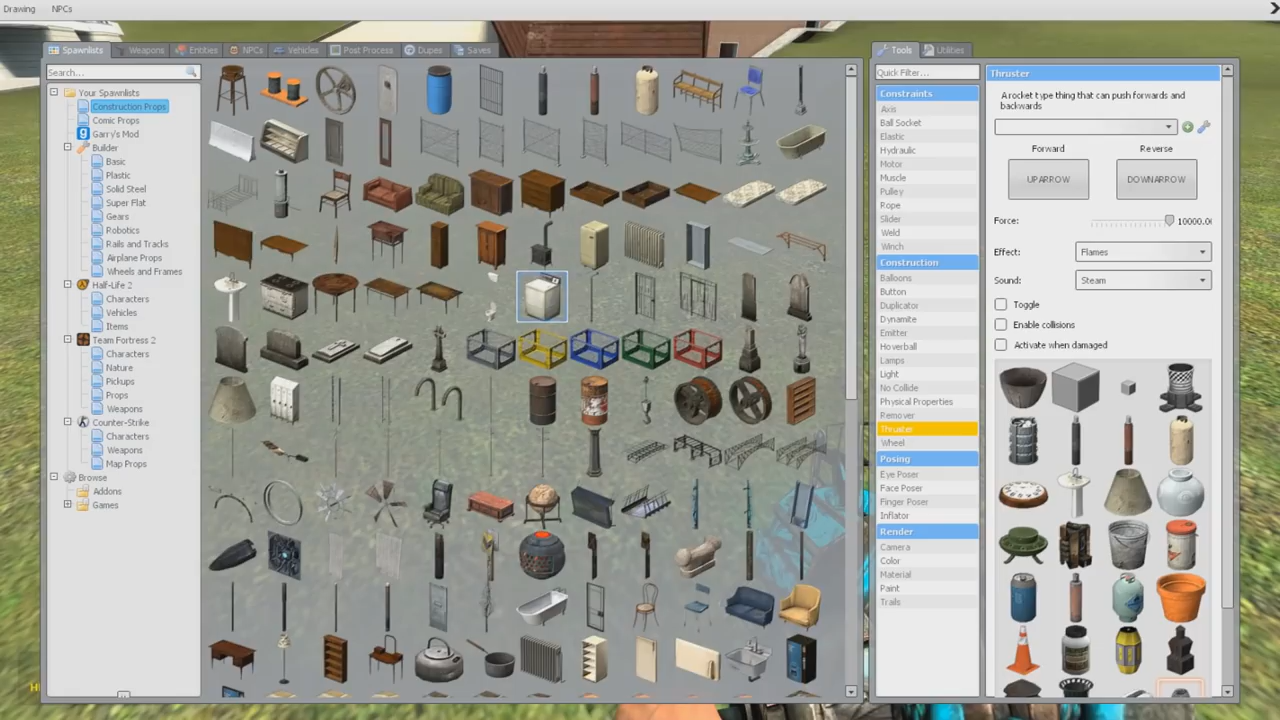 Drawing NPCs
Spawnlists Weapons Entities NPCs Vehicles Post Process Dupes Saves
Search...
Your Spawnlists
Construction Props
Comic Props
Garry's Mod
Builder
Basic
Plastic
Solid Steel
Super Flat
Gears
Robotics
Rails and Tracks
Airplane Props
Wheels and Frames
Half-Life 2
Characters
Vehicles
Items
Team Fortress 2
Characters
Nature
Pickups
Props
Weapons
Counter-Strike
Characters
Weapons
Map Props
Browse
Addons
Games
Tools Utilities
Quick Filter...
Constraints
Axis
Ball Socket
Elastic
Hydraulic
Motor
Muscle
Pulley
Rope
Slider
Weld
Winch
Construction
Balloons
Button
Duplicator
Dynamite
Emitter
Hoverball
Lamps
Light
No Collide
Physical Properties
Remover
Thruster
Wheel
Posing
Eye Poser
Face Poser
Finger Poser
Inflator
Render
Camera
Color
Material
Paint
Trails
Thruster
A rocket type thing that can push forwards and
backwards
Forward Reverse
UPARROW DOWNARROW
Force: 10000.0
Effect: Flames
Sound: Steam
Toggle
Enable collisions
Activate when damaged